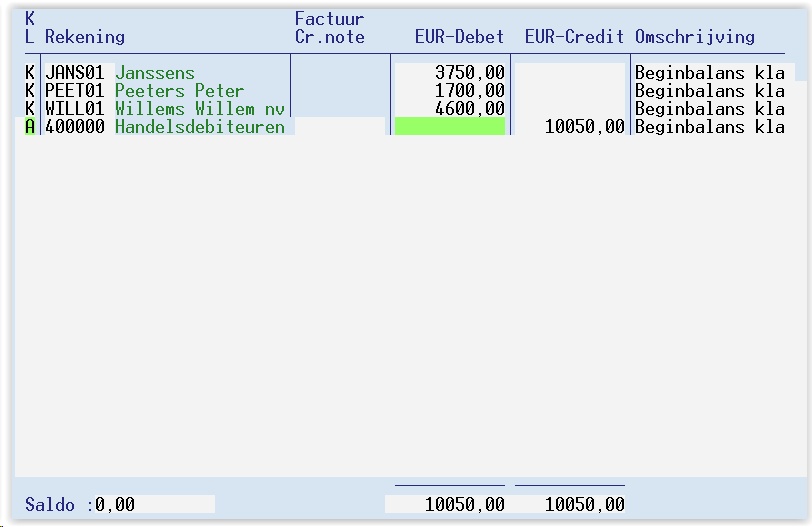 K Factuur
L Rekening Cr.note EUR-Debet EUR-Credit Omschrijving
K JANS01 Janssens 3750,00 Beginbalans kla
K PEET01 Peeters Peter 1700,00 Beginbalans kla
K WILL01 Willems Willem nv 4600,00 Beginbalans kla
A 400000 Handelsdebiteuren 10050,00 Beginbalans kla
Saldo :0,00 10050,00 10050,00